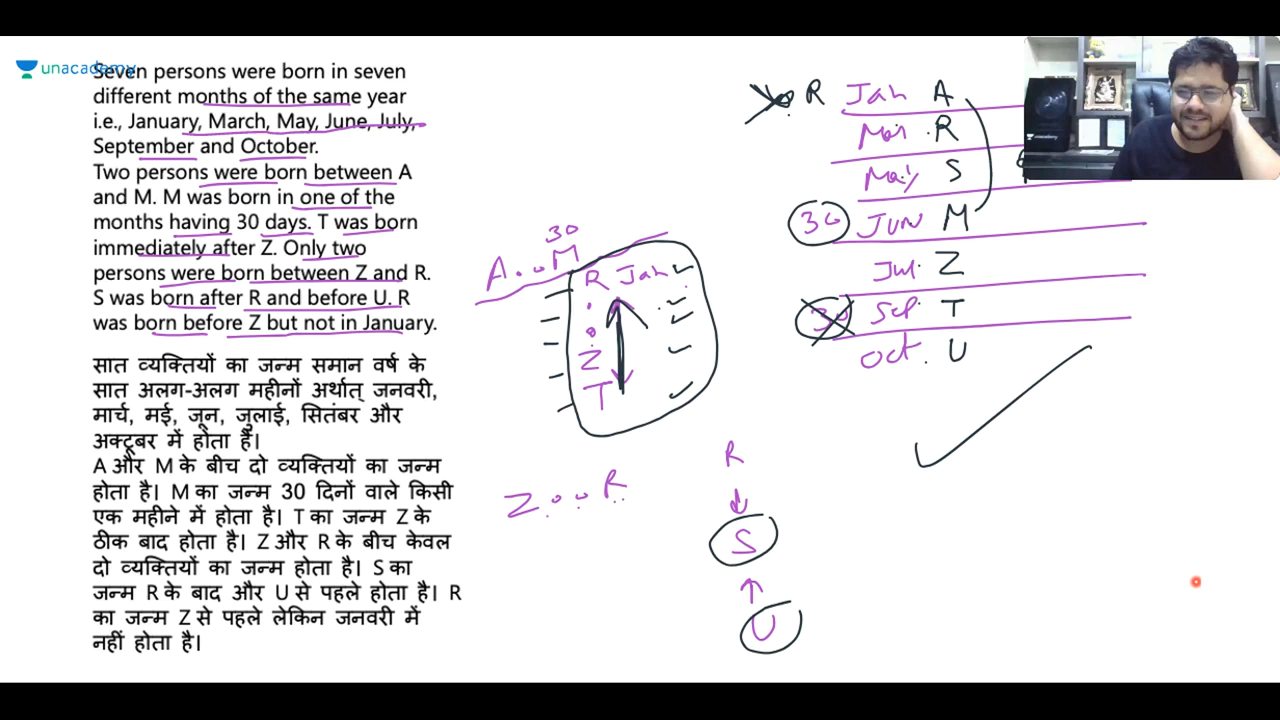 unacademy
Seven persons were born in seven
different months of the same year
i.e., January, March, May, June, July,
September and October.
Two persons were born between A
and M. M was born in one of the
months having 30 days. T was born
immediately after Z. Only two
persons were born between Z and R.
S was born after R and before U. R
was born before Z but not in January.
सात व्यक्तियों का जन्म समान वर्ष के
सात अलग-अलग महीनों अर्थात् जनवरी,
मार्च, मई, जून, जुलाई, सितंबर और
अक्टूबर में होता है।
A और M के बीच दो व्यक्तियों का जन्म
होता है। M का जन्म 30 दिनों वाले किसी
एक महीने में होता है। T का जन्म Z के
ठीक बाद होता है। Z और R के बीच केवल
दो व्यक्तियों का जन्म होता है। S का
जन्म R के बाद और U से पहले होता है। R
का जन्म Z से पहले लेकिन जनवरी में
नहीं होता है।
30
A . . M
R Jan
Z
T
Z . . R
R
S
U
R Jan A
Mar R
May S
30 JUN M
Jul Z
30 Sep T
Oct U